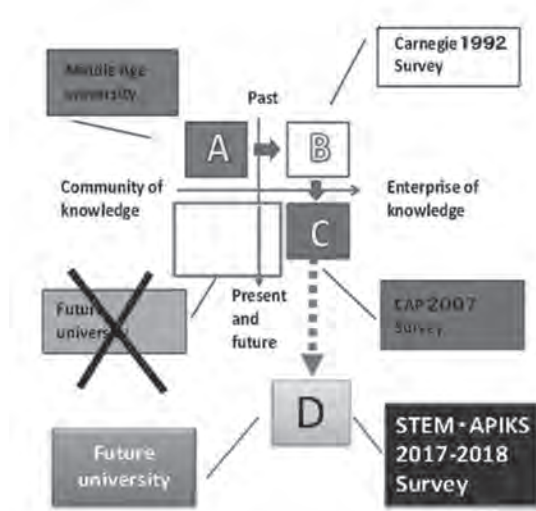 Middle Age
university
Carnegie 1992
Survey
Past
A
B
Community of
knowledge
Enterprise of
knowledge
C
Future
university
Present
and
future
CAP 2007
Survey
D
Future
university
STEM・APIKS
2017-2018
Survey